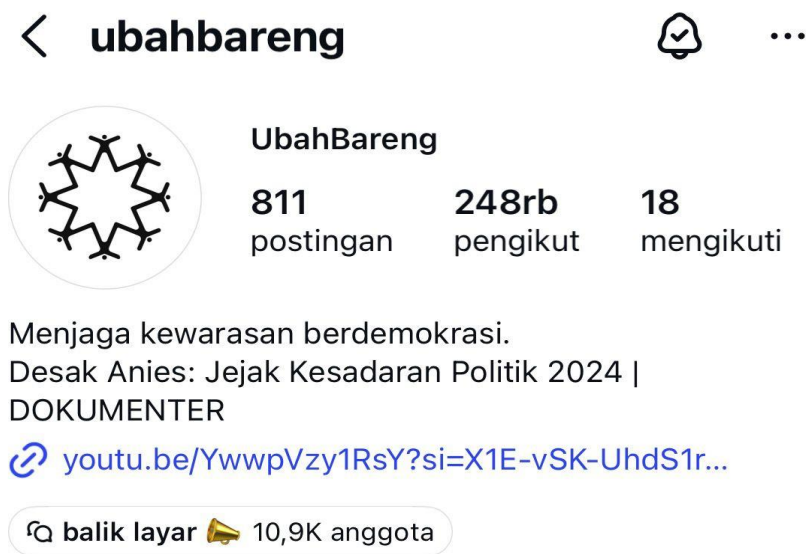 ubahbareng
UbahBareng
811 248rb 18
postingan pengikut mengikuti
Menjaga kewarasan berdemokrasi.
Desak Anies: Jejak Kesadaran Politik 2024 |
DOKUMENTER
youtu.be/YwwpVzy1RsY?si=X1E-vSK-UhdS1r...
balik layar 📣 10,9K anggota